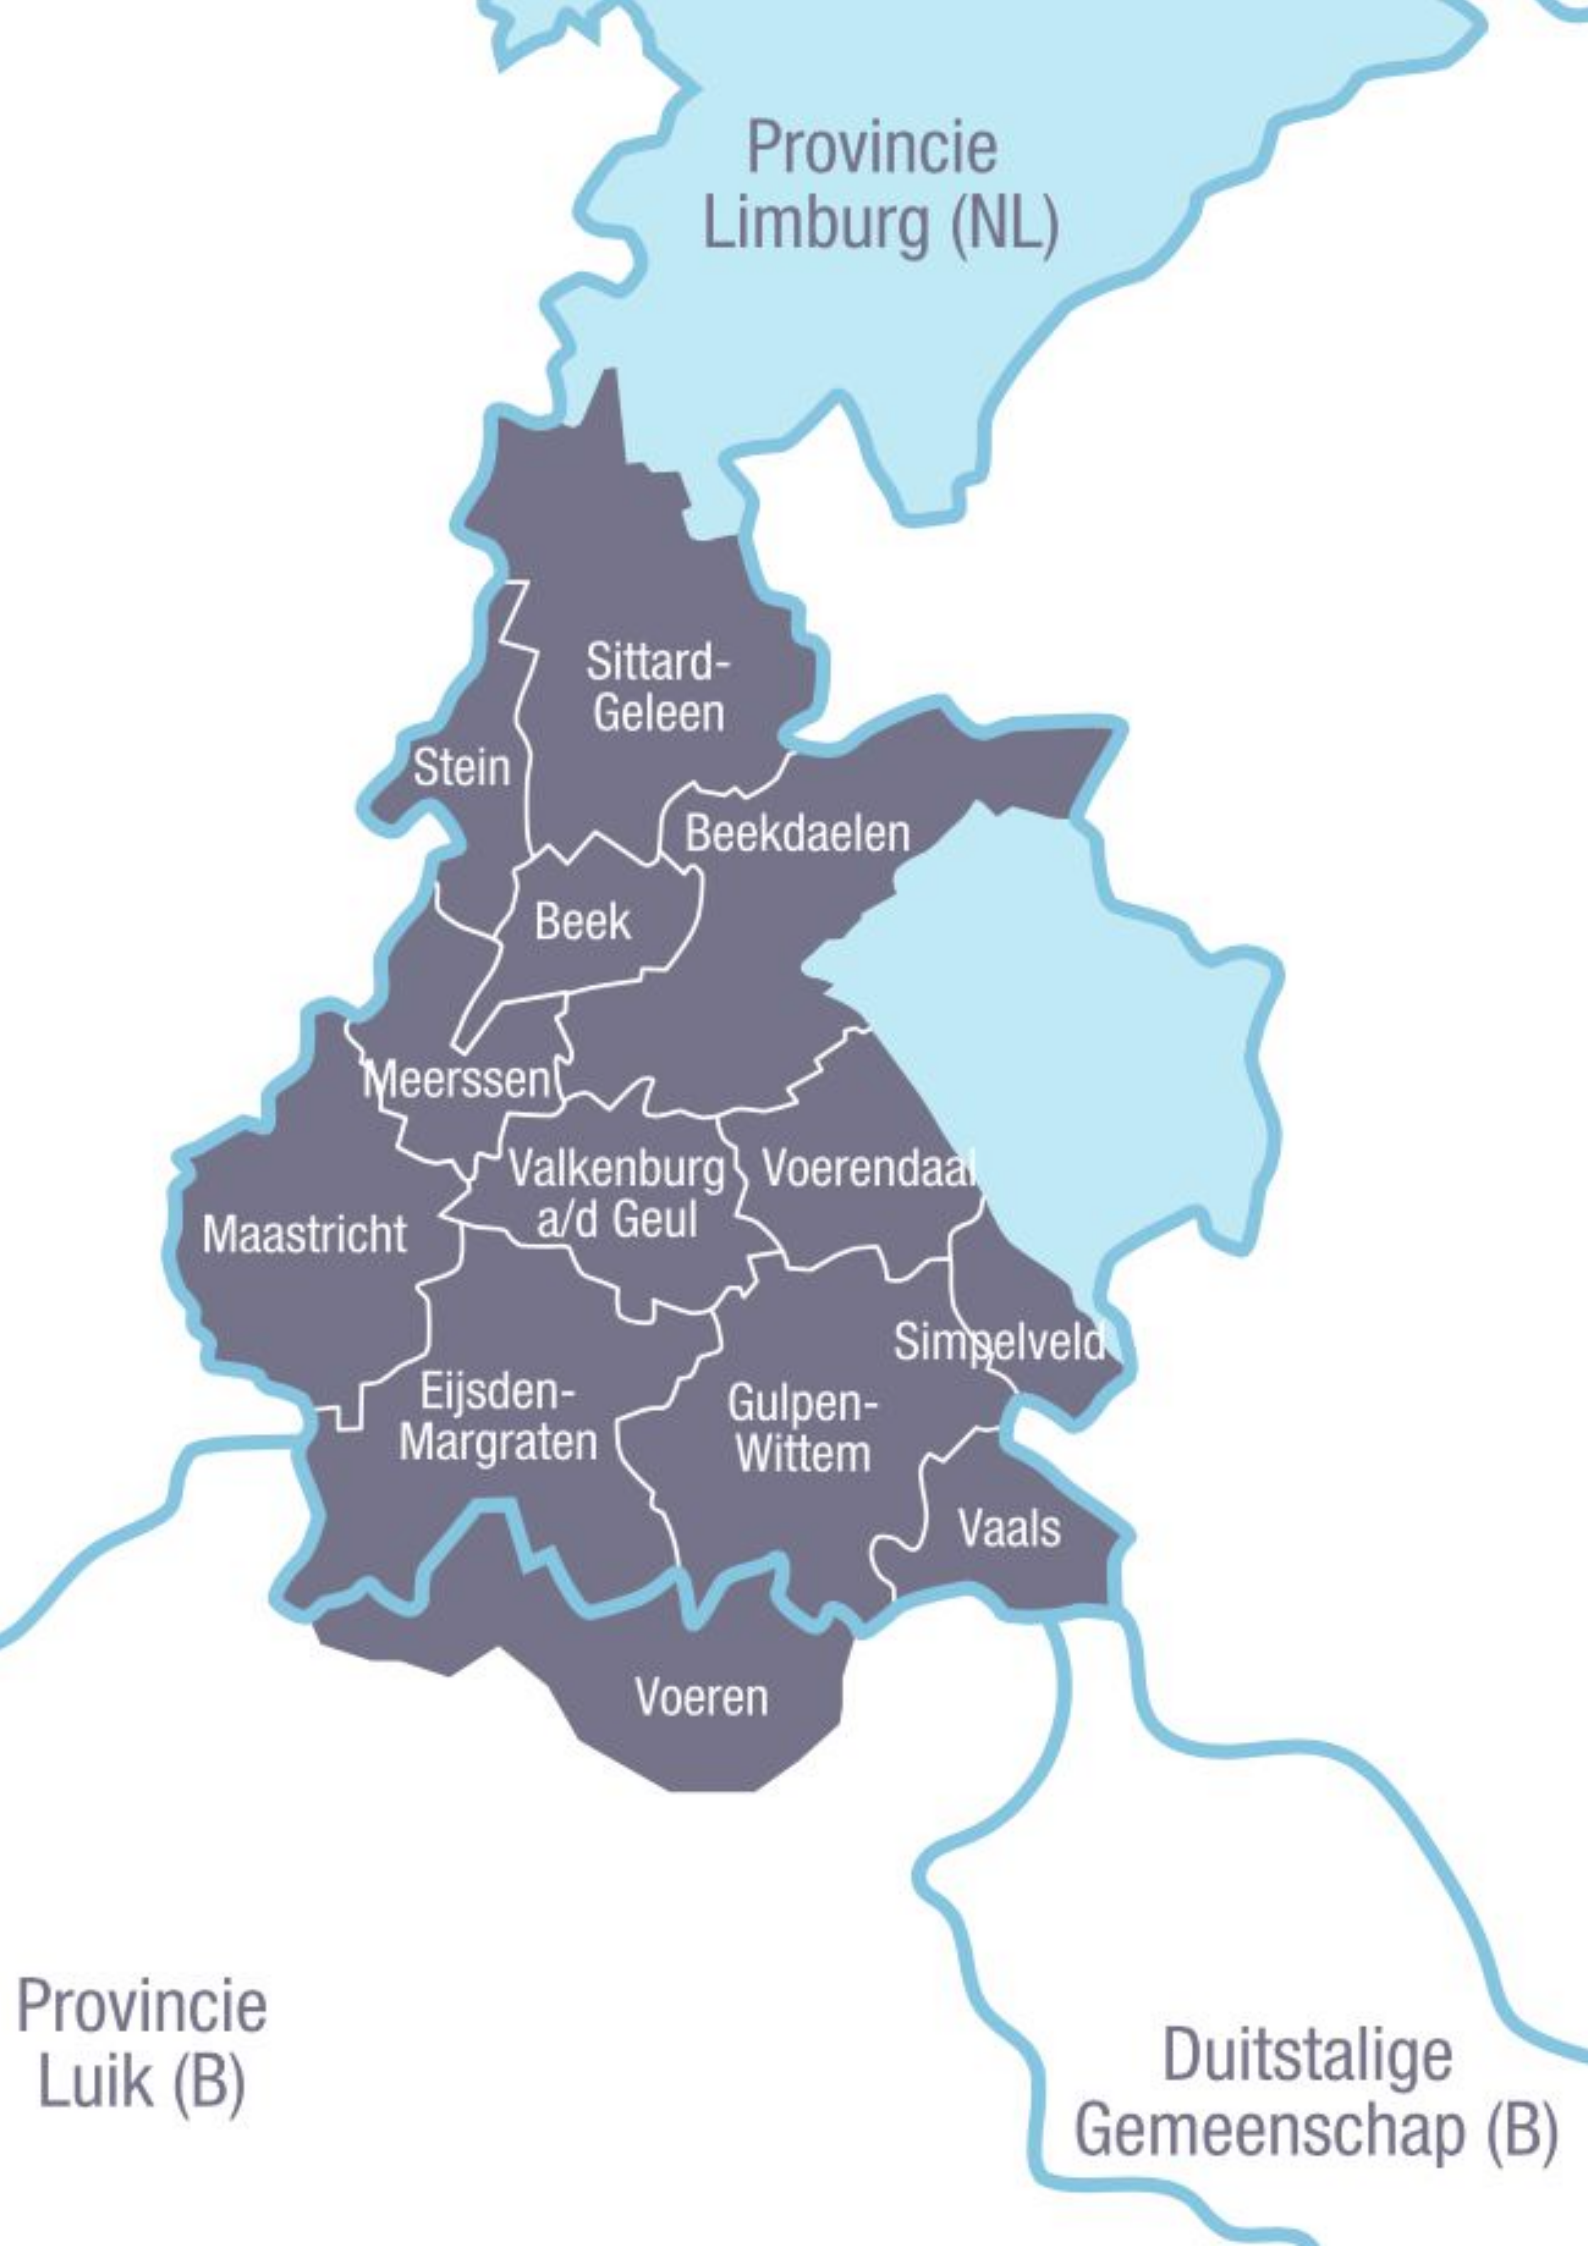 Provincie
Limburg (NL)
Sittard-
Geleen
Stein
Beekdaelen
Beek
Meerssen
Valkenburg
a/d Geul
Voerendaal
Maastricht
Simpelveld
Eijsden-
Margraten
Gulpen-
Wittem
Vaals
Voeren
Provincie
Luik (B)
Duitstalige
Gemeenschap (B)